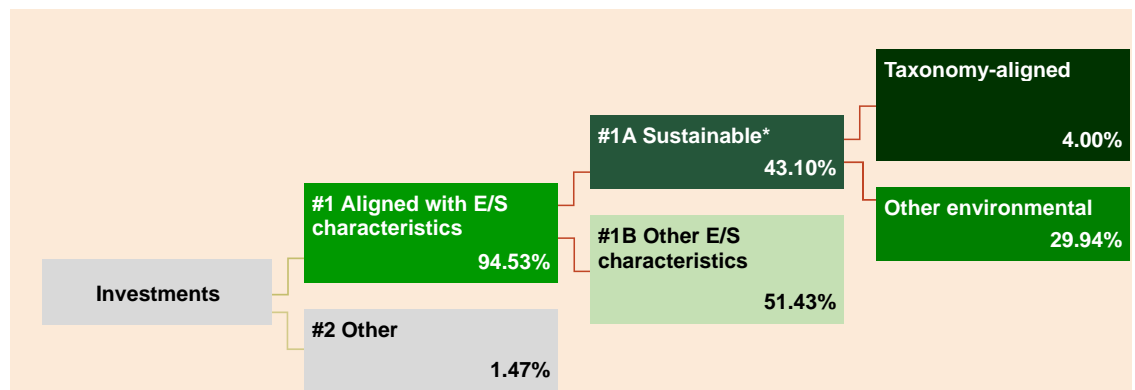 Investments
#1 Aligned with E/S
characteristics
94.53%
#2 Other
1.47%
#1A Sustainable*
43.10%
#1B Other E/S
characteristics
51.43%
Taxonomy-aligned
4.00%
Other environmental
29.94%